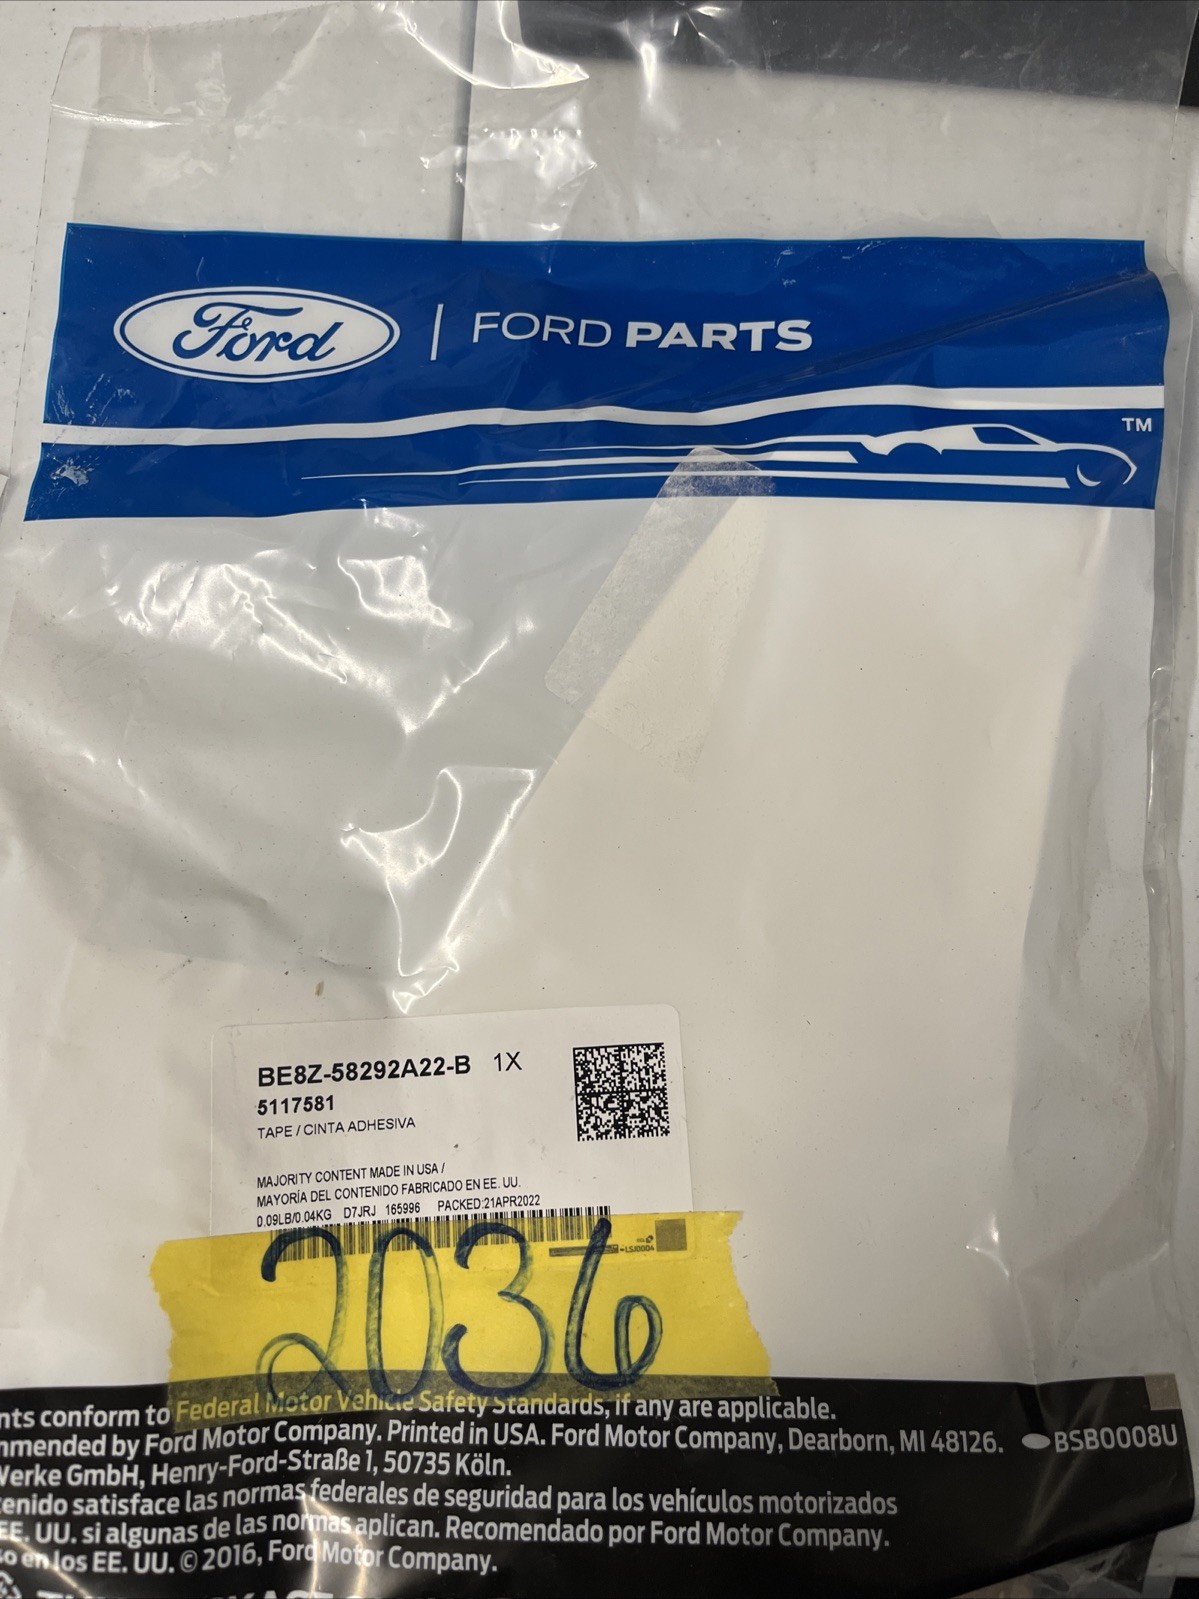 Ford | FORD PARTS
TM
BE8Z-58292A22-B 1X
5117581
TAPE / CINTA ADHESIVA
MAJORITY CONTENT MADE IN USA /
MAYORÍA DEL CONTENIDO FABRICADO EN EE. UU.
0.09LB/0.04KG D7JRJ 165996 PACKED:21APR2022
-LSJ0004
2036
nts conform to Federal Motor Vehicle Safety Standards, if any are applicable.
mmended by Ford Motor Company. Printed in USA. Ford Motor Company, Dearborn, MI 48126. BSB0008U
Werke GmbH, Henry-Ford-Straße 1, 50735 Köln.
tenido satisface las normas federales de seguridad para los vehículos motorizados
EE. UU. si algunas de las normas aplican. Recomendado por Ford Motor Company.
so en los EE. UU. © 2016, Ford Motor Company.